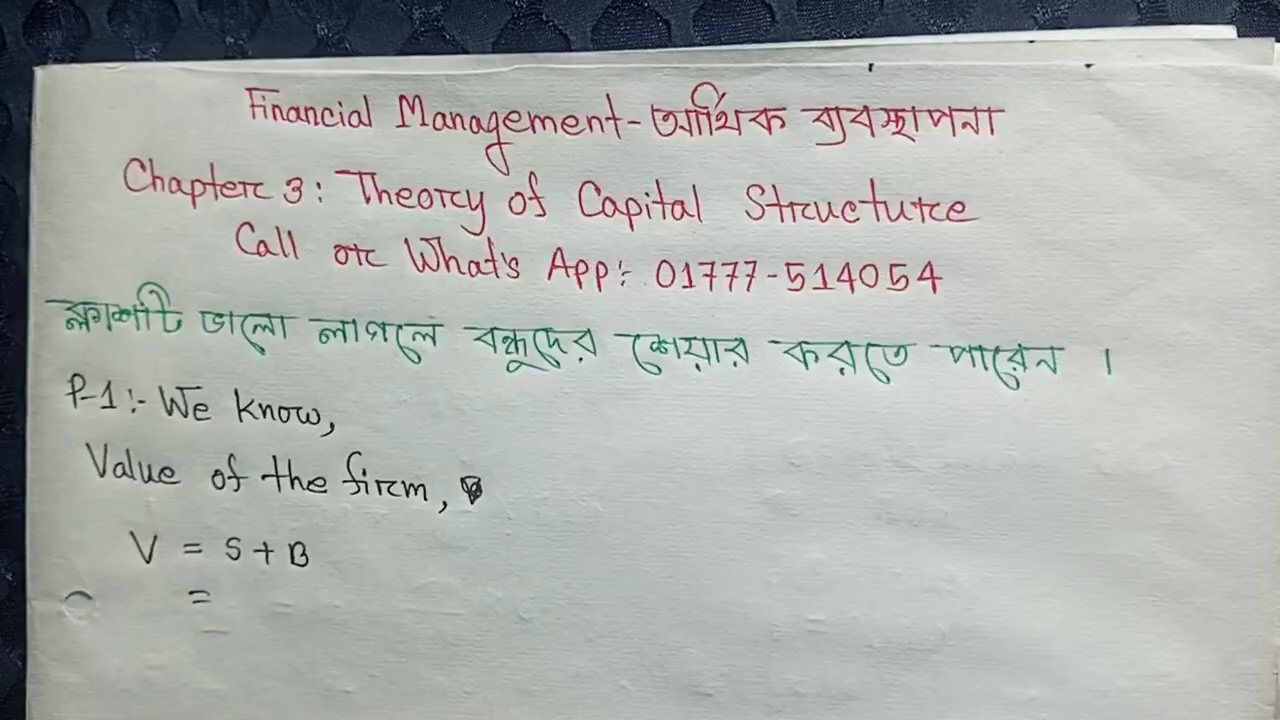 Financial Management-আর্থিক ব্যবস্থাপনা
Chapter 3: Theory of Capital Structure
Call or What's App:- 01777-514054
ক্লাশটি ভালো লাগলে বন্ধুদের শেয়ার করতে পারেন ।
P-1:- We know,
Value of the firm,
V = S + B
=